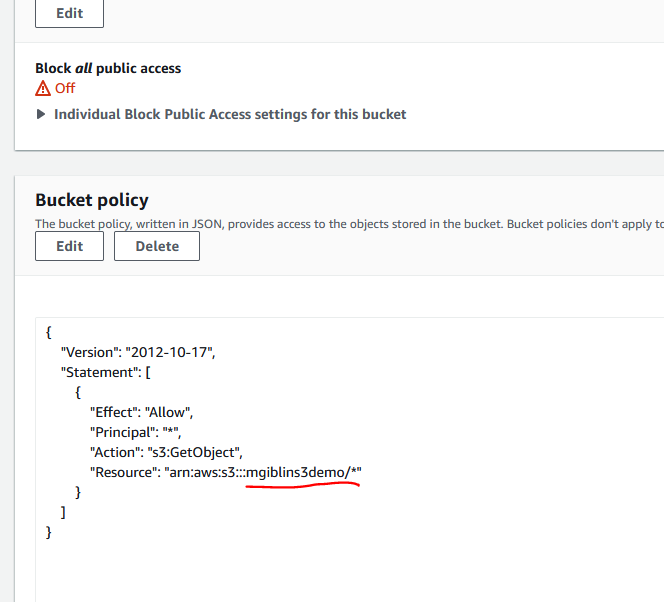 Edit
Block all public access
Off
Individual Block Public Access settings for this bucket
Bucket policy
The bucket policy, written in JSON, provides access to the objects stored in the bucket. Bucket policies don't apply to
Edit Delete
{
"Version": "2012-10-17",
"Statement": [
{
"Effect": "Allow",
"Principal": "*",
"Action": "s3:GetObject",
"Resource": "arn:aws:s3:::mgiblins3demo/*"
}
]
}